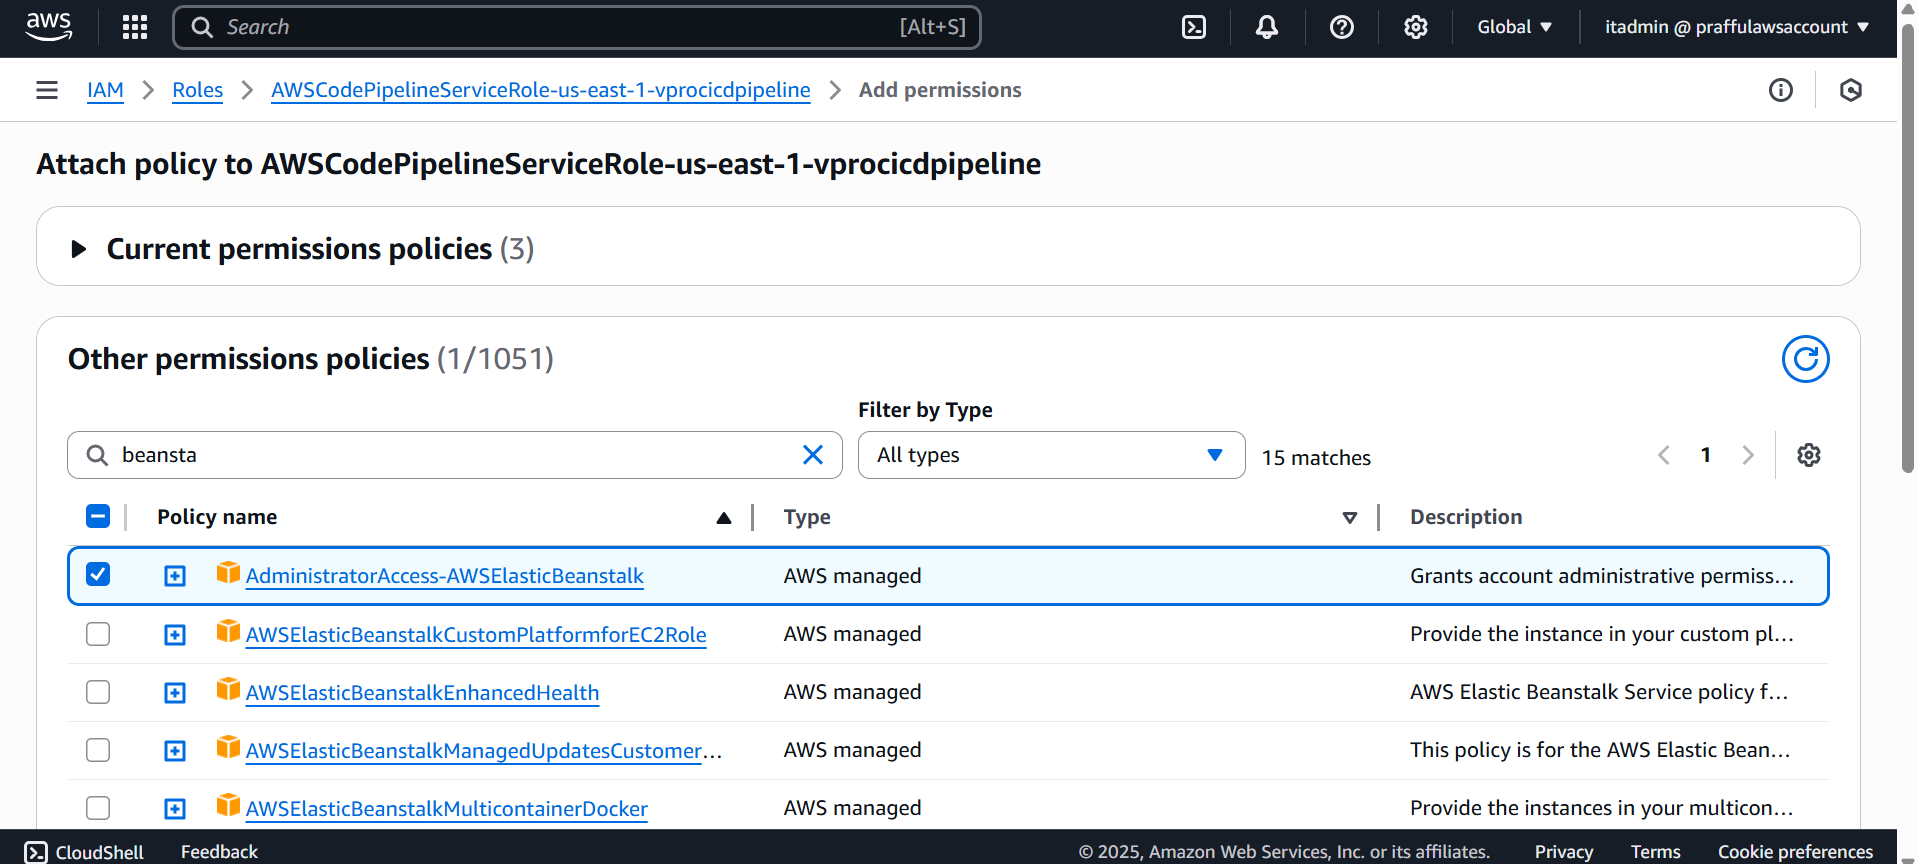 aws Search [Alt+S] Global itadmin @ praffulawsaccount
IAM Roles AWSCodePipelineServiceRole-us-east-1-vprocicdpipeline Add permissions
Attach policy to AWSCodePipelineServiceRole-us-east-1-vprocicdpipeline
Current permissions policies (3)
Other permissions policies (1/1051)
Filter by Type
beansta All types 15 matches 1
Policy name Type Description
AdministratorAccess-AWSElasticBeanstalk AWS managed Grants account administrative permiss...
AWSElasticBeanstalkCustomPlatformforEC2Role AWS managed Provide the instance in your custom pl...
AWSElasticBeanstalkEnhancedHealth AWS managed AWS Elastic Beanstalk Service policy f...
AWSElasticBeanstalkManagedUpdatesCustomer... AWS managed This policy is for the AWS Elastic Bean...
AWSElasticBeanstalkMulticontainerDocker AWS managed Provide the instances in your multicon...
CloudShell Feedback © 2025, Amazon Web Services, Inc. or its affiliates. Privacy Terms Cookie preferences